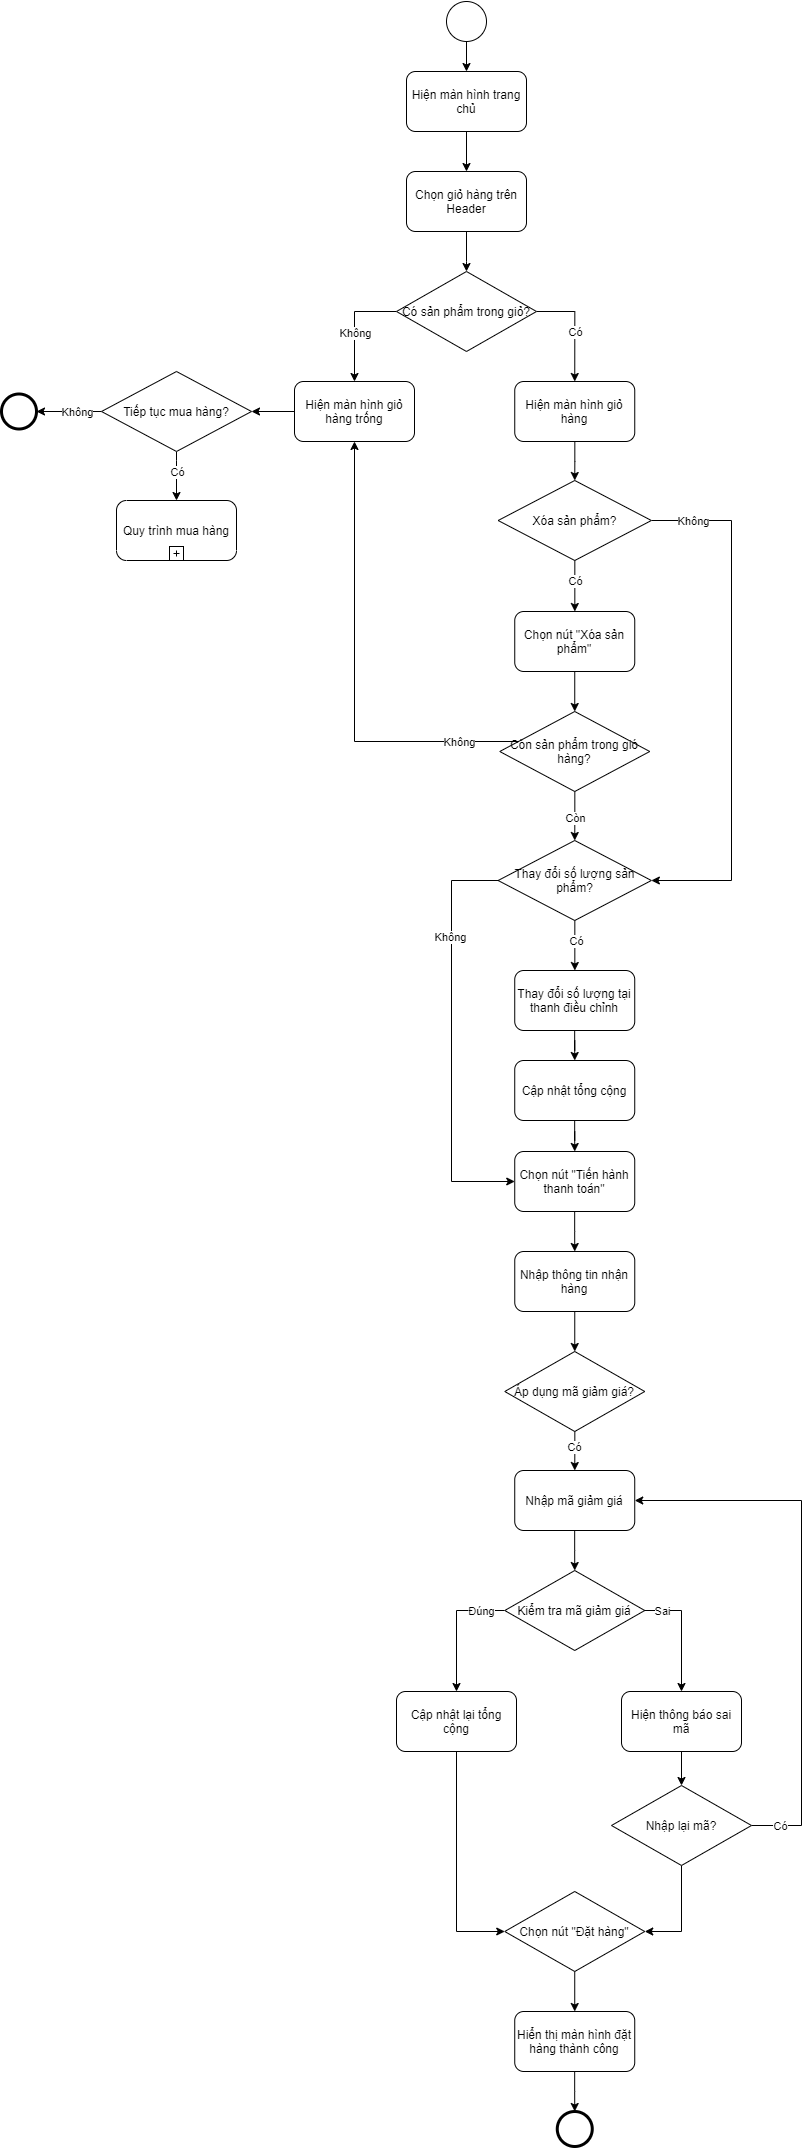 Hiện màn hình trang
chủ
Chọn giỏ hàng trên
Header
Có sản phẩm trong giỏ?
Không
Có
Không
Tiếp tục mua hàng?
Hiện màn hình giỏ
hàng trống
Hiện màn hình giỏ
hàng
Có
Quy trình mua hàng
+
Xóa sản phẩm?
Không
Có
Chọn nút "Xóa sản
phẩm"
Không
Còn sản phẩm trong giỏ
hàng?
Còn
Thay đổi số lượng sản
phẩm?
Không
Có
Thay đổi số lượng tại
thanh điều chỉnh
Cập nhật tổng cộng
Chọn nút "Tiến hành
thanh toán"
Nhập thông tin nhận
hàng
Áp dụng mã giảm giá?
Có
Nhập mã giảm giá
Đúng
Kiểm tra mã giảm giá
Sai
Cập nhật lại tổng
cộng
Hiện thông báo sai
mã
Nhập lại mã?
Có
Chọn nút "Đặt hàng"
Hiển thị màn hình đặt
hàng thành công